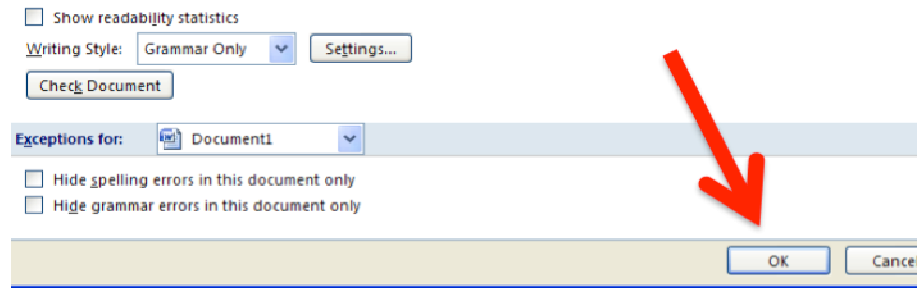 Show readability statistics
Writing Style: Grammar Only Settings...
Check Document
Exceptions for: Document1
Hide spelling errors in this document only
Hide grammar errors in this document only
OK Cancel